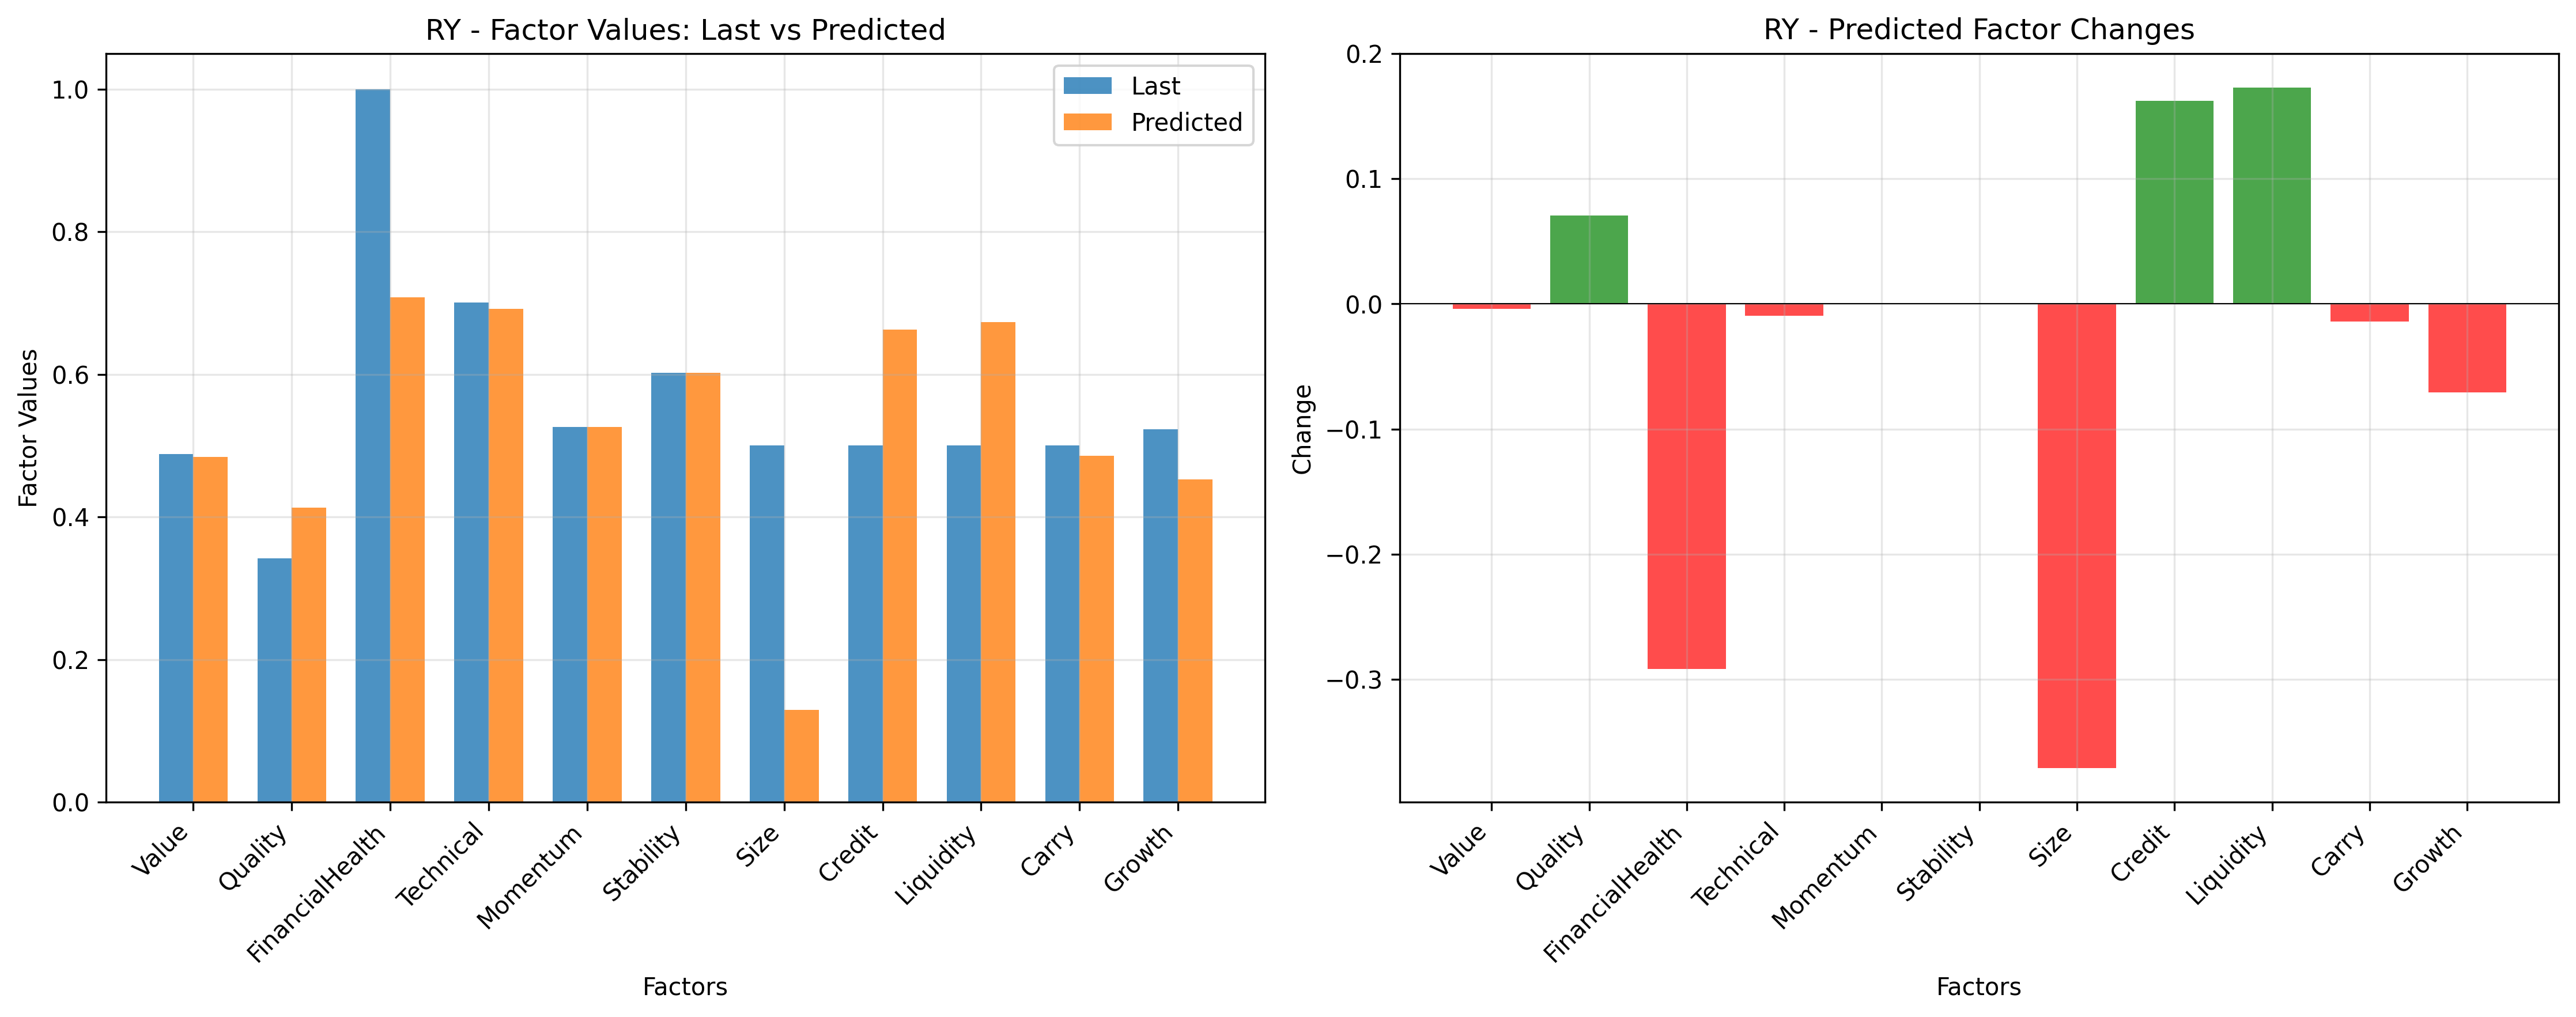 RY - Factor Values: Last vs Predicted
Last
Predicted
Factor Values
1.0
0.8
0.6
0.4
0.2
0.0
Value
Quality
FinancialHealth
Technical
Momentum
Stability
Size
Credit
Liquidity
Carry
Growth
Factors
RY - Predicted Factor Changes
Change
0.2
0.1
0.0
−0.1
−0.2
−0.3
Value
Quality
FinancialHealth
Technical
Momentum
Stability
Size
Credit
Liquidity
Carry
Growth
Factors